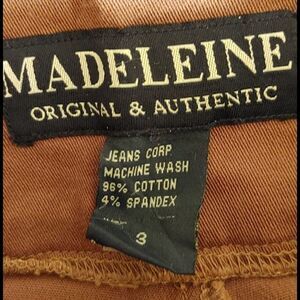 MADELEINE
ORIGINAL & AUTHENTIC
JEANS CORP
MACHINE WASH
96% COTTON
4% SPANDEX
3